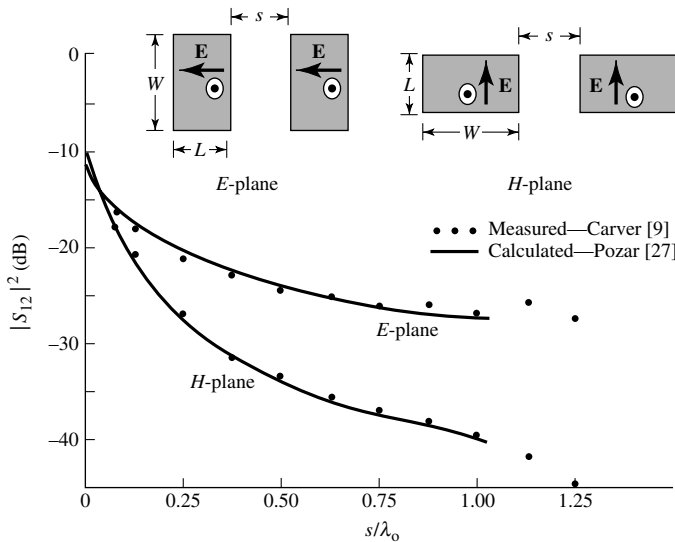 0
−10
−20
−30
−40
|S₁₂|² (dB)
s
E
E
W
L
E-plane
s
E
E
L
W
H-plane
Measured—Carver [9]
Calculated—Pozar [27]
E-plane
H-plane
0
0.25
0.50
0.75
1.00
1.25
s/λₒ